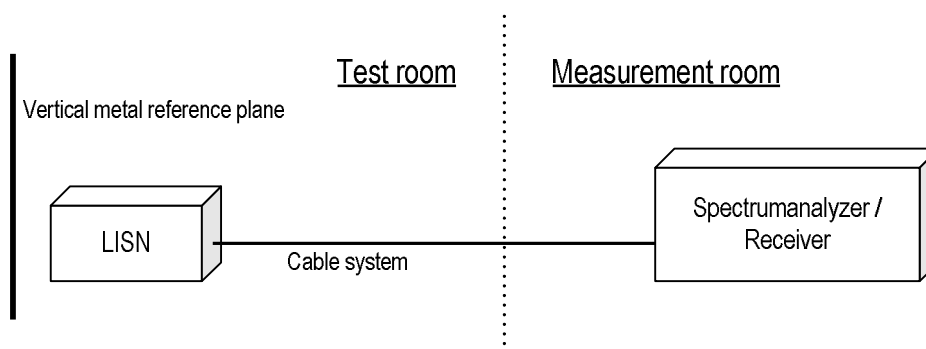 Test room
Measurement room
Vertical metal reference plane
LISN
Cable system
Spectrumanalyzer /
Receiver